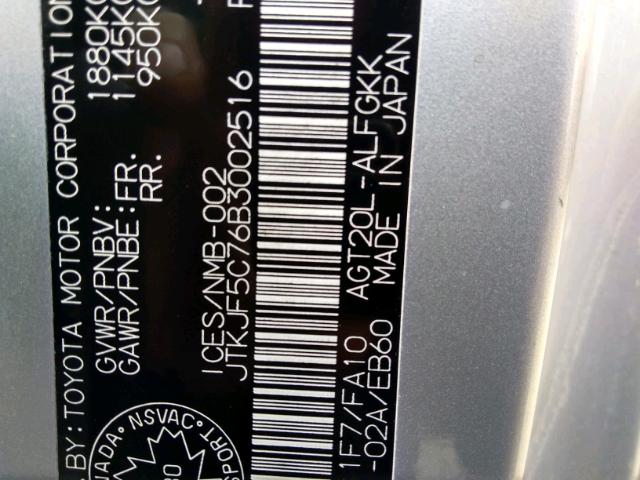 BY:TOYOTA MOTOR CORPORATION
GVWR/PNBV: 1880KG
GAWR/PNBE:FR. 1145KG
RR. 950KG
ICES/NMB-002
JTKJF5C76B3002516
1F7/FA10 AGT20L-ALFGKK
-02A/EB60 MADE IN JAPAN
NSVAC